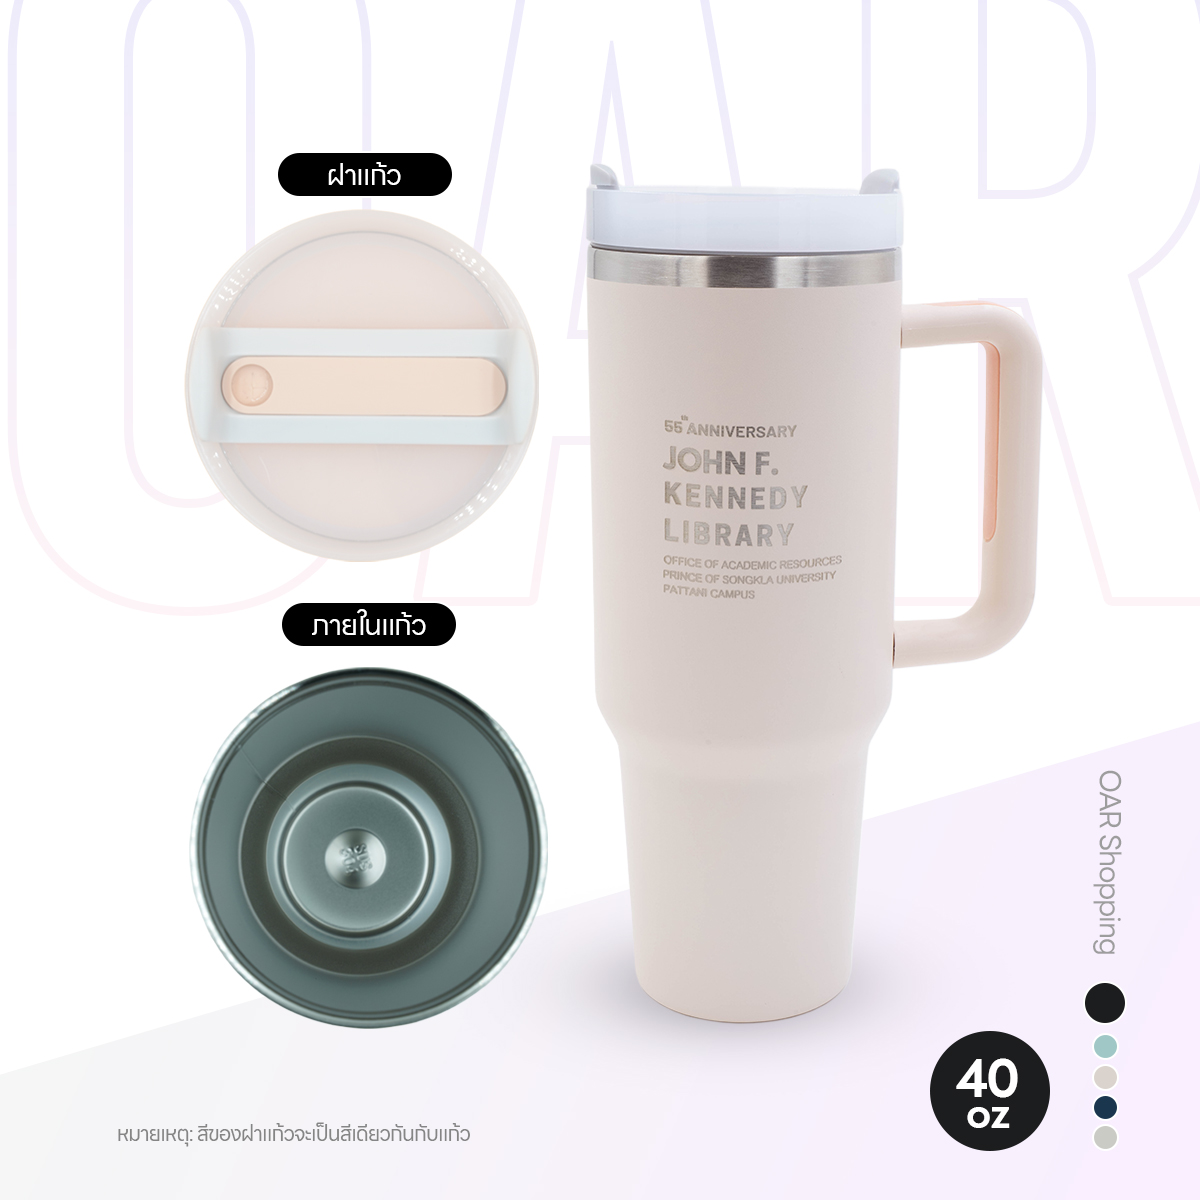 OAR
ฝาแก้ว
55th ANNIVERSARY
JOHN F.
KENNEDY
LIBRARY
OFFICE OF ACADEMIC RESOURCES
PRINCE OF SONGKLA UNIVERSITY
PATTANI CAMPUS
ภายในแก้ว
OAR Shopping
40
oz
หมายเหตุ: สีของฝาแก้วจะเป็นสีเดียวกันกับแก้ว